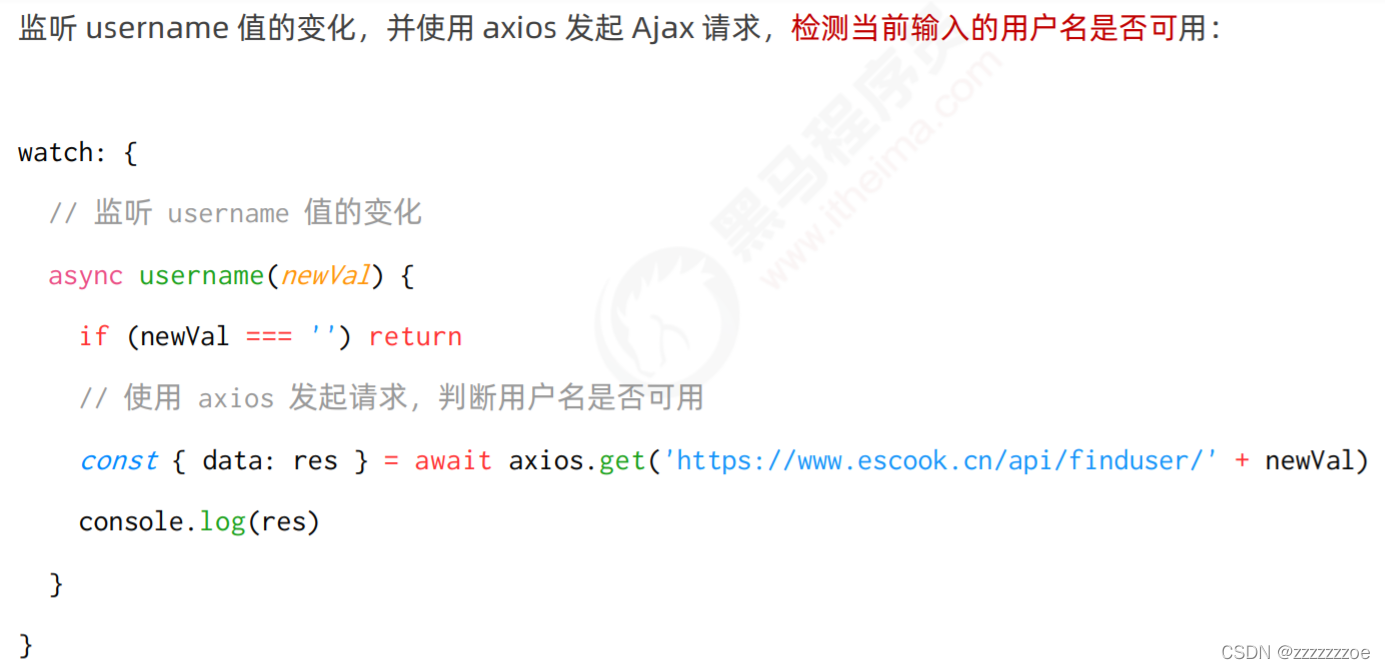 监听 username 值的变化，并使用 axios 发起 Ajax 请求，检测当前输入的用户名是否可用：
watch: {
// 监听 username 值的变化
async username(newVal) {
if (newVal === '') return
// 使用 axios 发起请求，判断用户名是否可用
const { data: res } = await axios.get('https://www.escook.cn/api/finduser/' + newVal)
console.log(res)
}
}
黑马程序员
www.itheima.com
CSDN @zzzzzzzoe